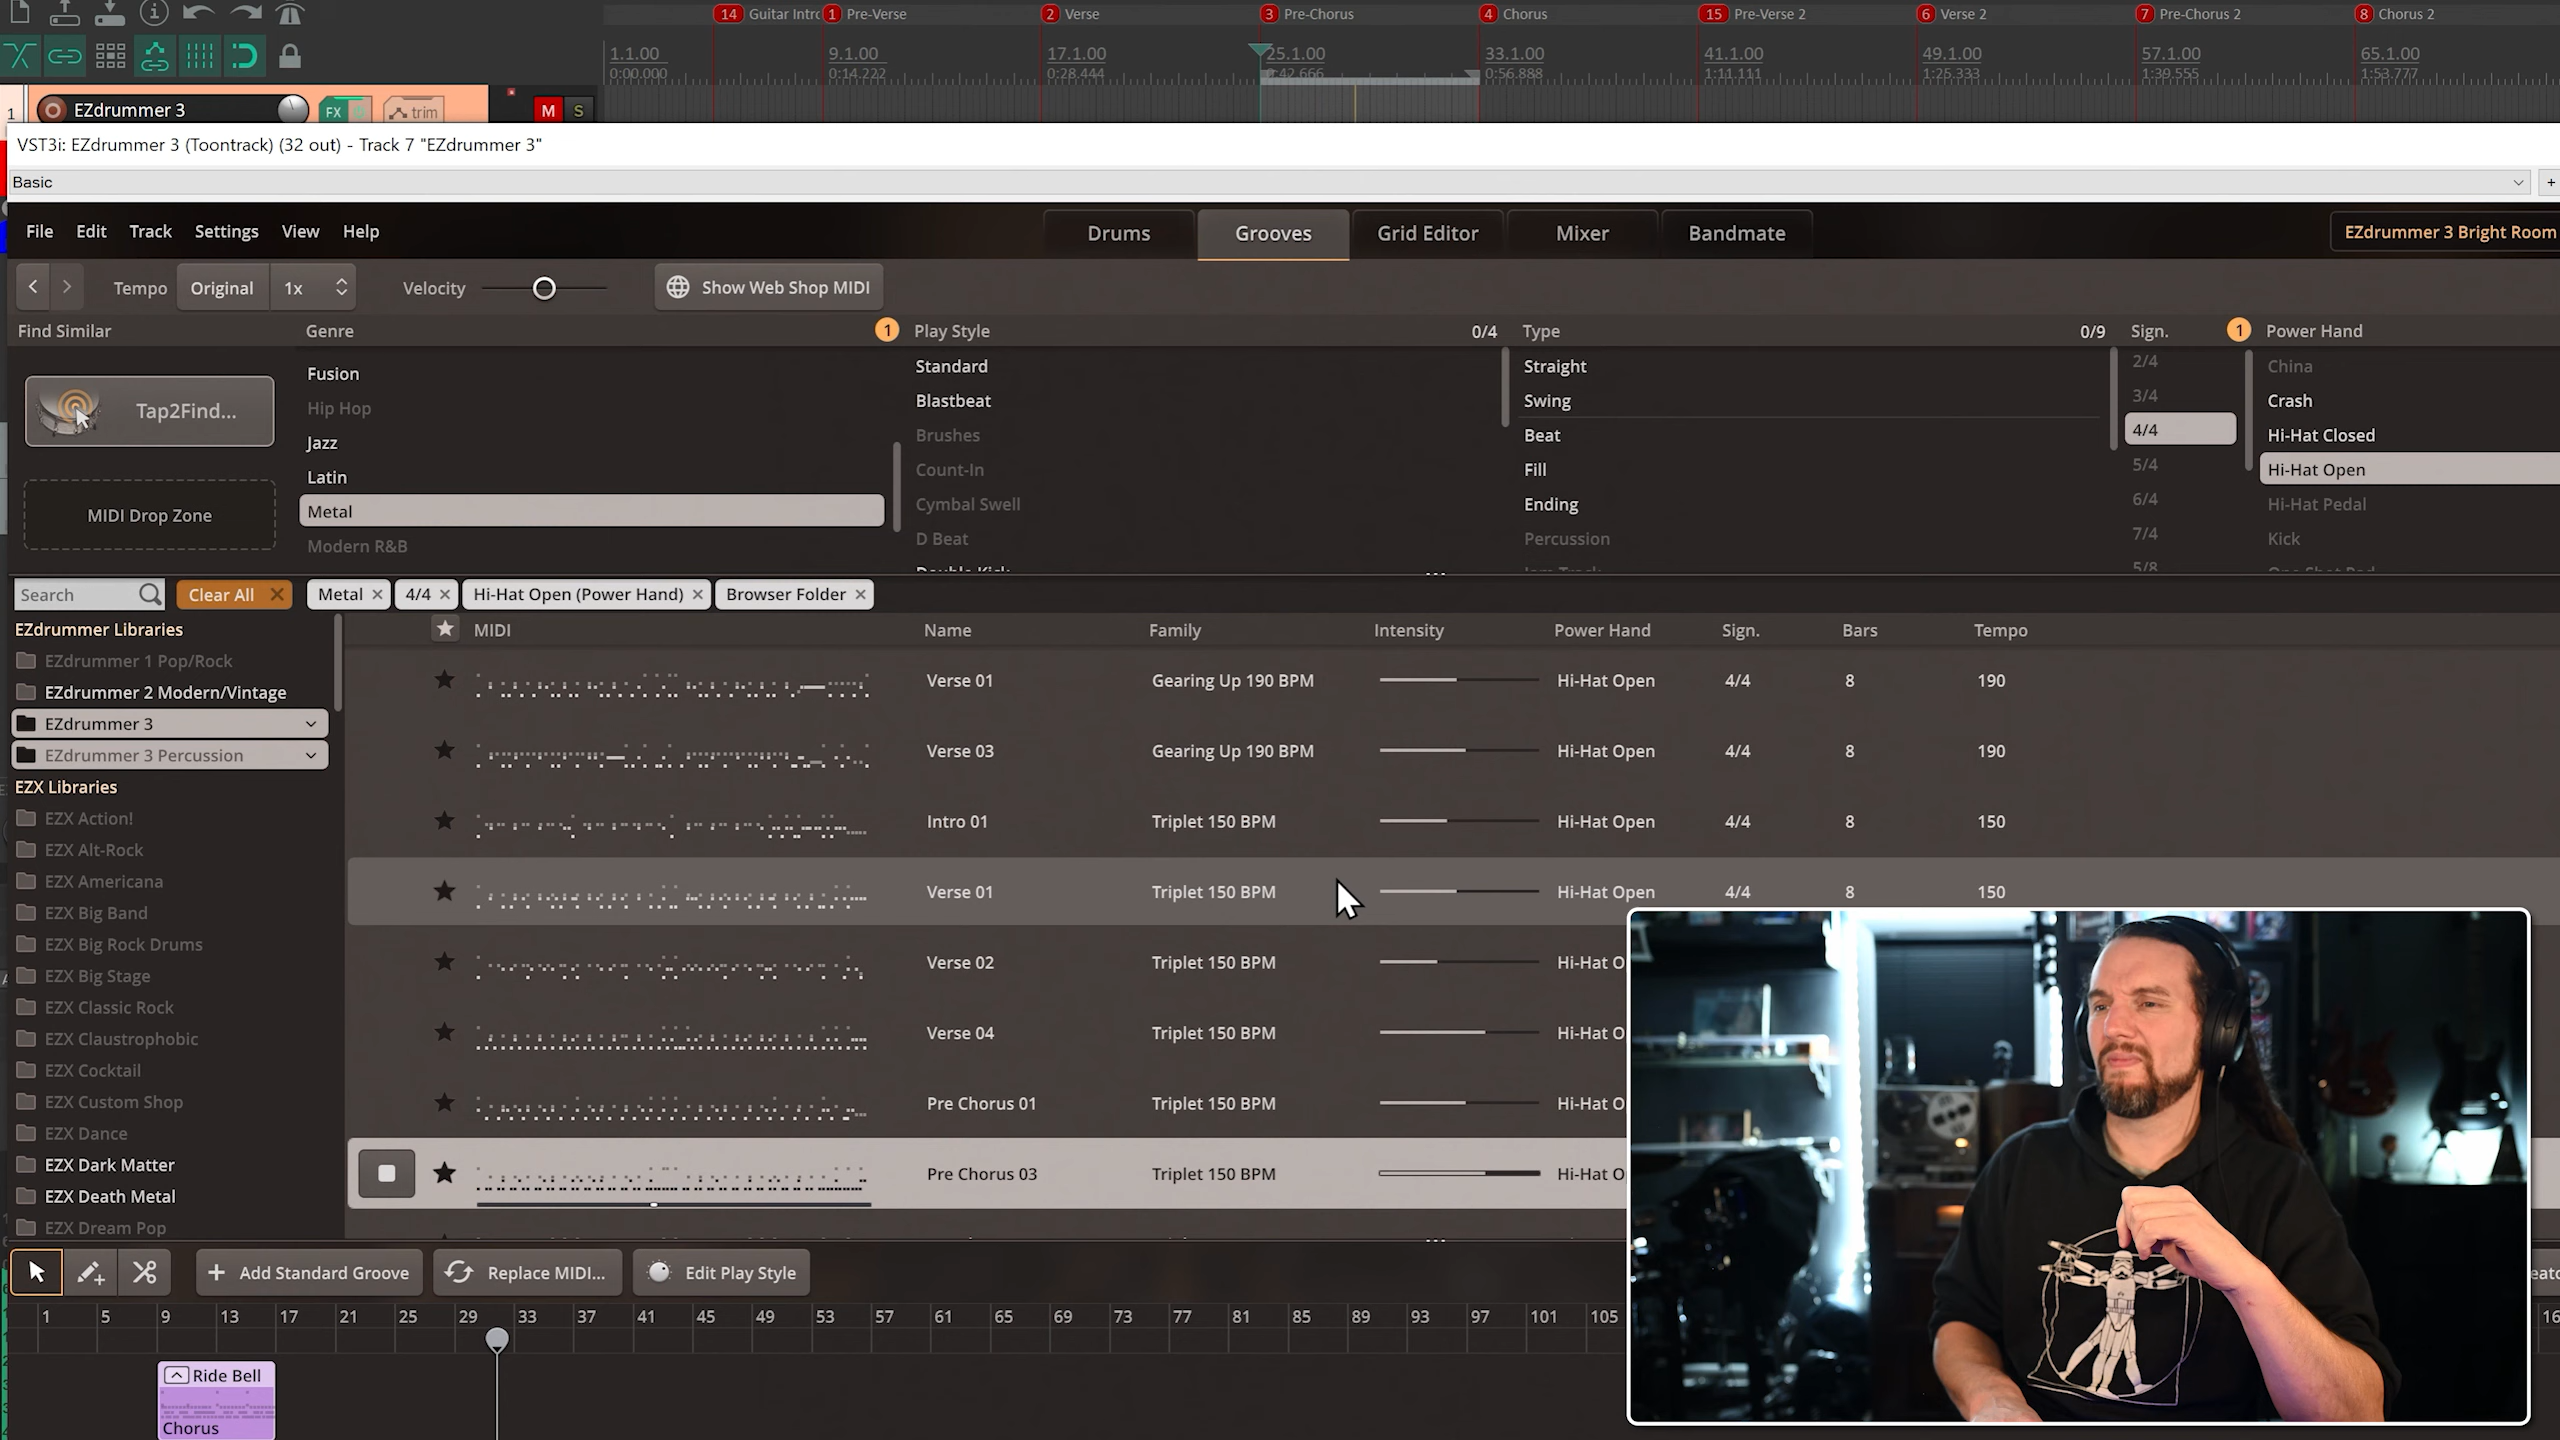 14 Guitar Intro 1 Pre-Verse 2 Verse 3 Pre-Chorus 4 Chorus 15 Pre-Verse 2 6 Verse 2 7 Pre-Chorus 2 8 Chorus 2
1.1.00 9.1.00 17.1.00 25.1.00 33.1.00 41.1.00 49.1.00 57.1.00 65.1.00
0:00.000 0:14.222 0:28.444 0:42.666 0:56.888 1:11.111 1:25.333 1:39.555 1:53.777
1 EZdrummer 3 FX trim M S
VST3i: EZdrummer 3 (Toontrack) (32 out) - Track 7 "EZdrummer 3"
Basic +
File Edit Track Settings View Help Drums Grooves Grid Editor Mixer Bandmate EZdrummer 3 Bright Room
Tempo Original 1x Velocity Show Web Shop MIDI
Find Similar Genre 1 Play Style 0/4 Type 0/9 Sign. 1 Power Hand
Tap2Find...
MIDI Drop Zone
Fusion
Hip Hop
Jazz
Latin
Metal
Modern R&B
Standard
Blastbeat
Brushes
Count-In
Cymbal Swell
D Beat
Double Kick
Straight
Swing
Beat
Fill
Ending
Percussion
Jam Track
2/4
3/4
4/4
5/4
6/4
7/4
5/8
China
Crash
Hi-Hat Closed
Hi-Hat Open
Hi-Hat Pedal
Kick
Search Clear All Metal 4/4 Hi-Hat Open (Power Hand) Browser Folder
EZdrummer Libraries
EZdrummer 1 Pop/Rock
EZdrummer 2 Modern/Vintage
EZdrummer 3
EZdrummer 3 Percussion
EZX Libraries
EZX Action!
EZX Alt-Rock
EZX Americana
EZX Big Band
EZX Big Rock Drums
EZX Big Stage
EZX Classic Rock
EZX Claustrophobic
EZX Cocktail
EZX Custom Shop
EZX Dance
EZX Dark Matter
EZX Death Metal
EZX Dream Pop
MIDI Name Family Intensity Power Hand Sign. Bars Tempo
Verse 01 Gearing Up 190 BPM Hi-Hat Open 4/4 8 190
Verse 03 Gearing Up 190 BPM Hi-Hat Open 4/4 8 190
Intro 01 Triplet 150 BPM Hi-Hat Open 4/4 8 150
Verse 01 Triplet 150 BPM Hi-Hat Open 4/4 8 150
Verse 02 Triplet 150 BPM Hi-Hat O
Verse 04 Triplet 150 BPM Hi-Hat O
Pre Chorus 01 Triplet 150 BPM Hi-Hat O
Pre Chorus 03 Triplet 150 BPM Hi-Hat O
+ Add Standard Groove Replace MIDI... Edit Play Style
1 5 9 13 17 21 25 29 33 37 41 45 49 53 57 61 65 69 73 77 81 85 89 93 97 101 105
Ride Bell
Chorus